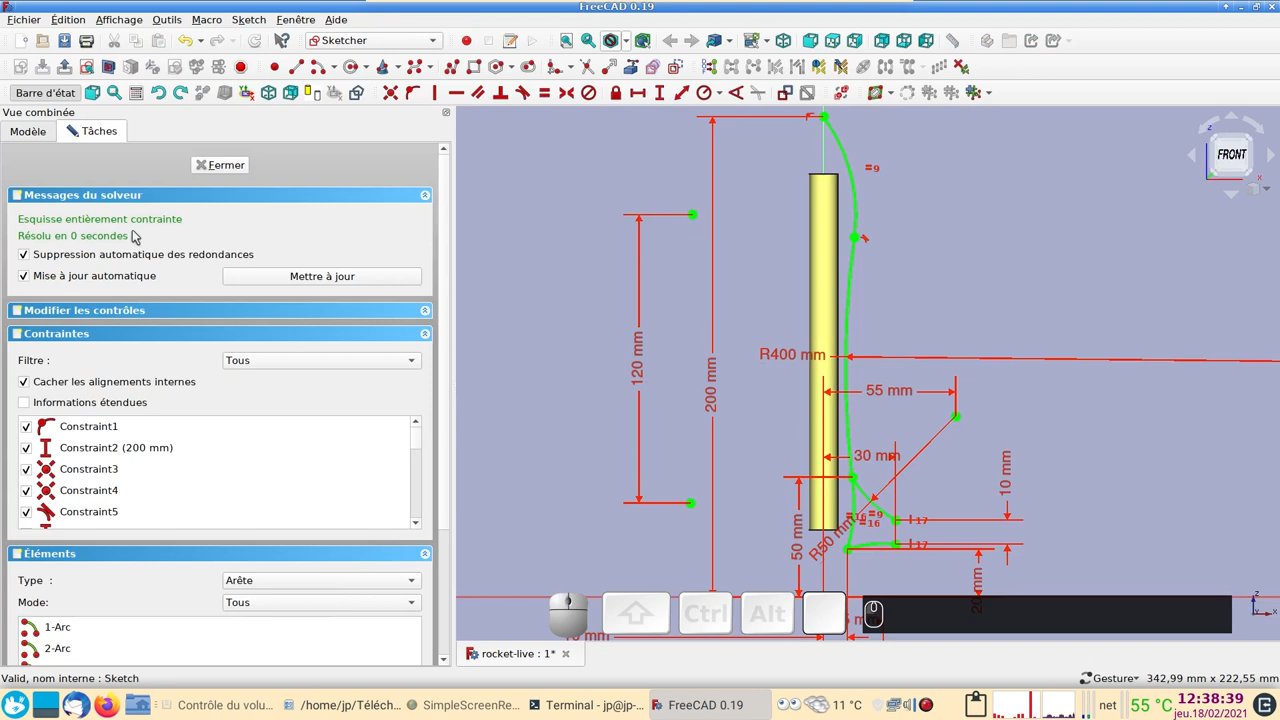 FreeCAD 0.19
Fichier Édition Affichage Outils Macro Sketch Fenêtre Aide
Sketcher
Barre d'état
Vue combinée
Modèle Tâches
Fermer
Messages du solveur
Esquisse entièrement contrainte
Résolu en 0 secondes
Suppression automatique des redondances
Mise à jour automatique Mettre à jour
Modifier les contrôles
Contraintes
Filtre : Tous
Cacher les alignements internes
Informations étendues
Constraint1
Constraint2 (200 mm)
Constraint3
Constraint4
Constraint5
Éléments
Type : Arête
Mode: Tous
1-Arc
2-Arc
9
FRONT
z
x
120 mm
200 mm
R400 mm
55 mm
30 mm
10 mm
50 mm
R50 mm
=16 =9
=16
17
17
Ctrl Alt
rocket-live : 1*
Valid, nom interne : Sketch
Gesture 342,99 mm x 222,55
Contrôle du volu... /home/jp/Téléch... SimpleScreenRe... Terminal - jp@jp-... FreeCAD 0.19 11 °C net 55 °C 12:38:39
jeu.18/02/2021